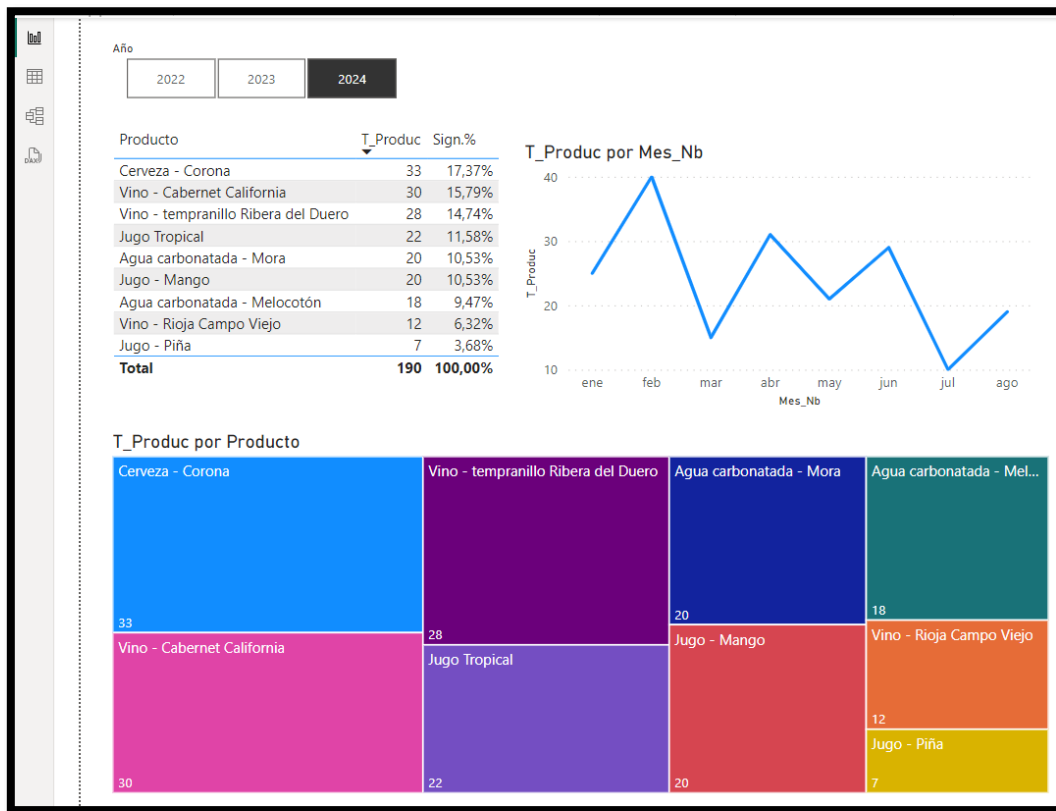 Año
2022 2023 2024
Producto T_Produc Sign.%
Cerveza - Corona 33 17,37%
Vino - Cabernet California 30 15,79%
Vino - tempranillo Ribera del Duero 28 14,74%
Jugo Tropical 22 11,58%
Agua carbonatada - Mora 20 10,53%
Jugo - Mango 20 10,53%
Agua carbonatada - Melocotón 18 9,47%
Vino - Rioja Campo Viejo 12 6,32%
Jugo - Piña 7 3,68%
Total 190 100,00%
T_Produc por Mes_Nb
T_Produc
40
30
20
10
ene feb mar abr may jun jul ago
Mes_Nb
T_Produc por Producto
Cerveza - Corona
33
Vino - Cabernet California
30
Vino - tempranillo Ribera del Duero
28
Jugo Tropical
22
Agua carbonatada - Mora
20
Jugo - Mango
20
Agua carbonatada - Mel...
18
Vino - Rioja Campo Viejo
12
Jugo - Piña
7